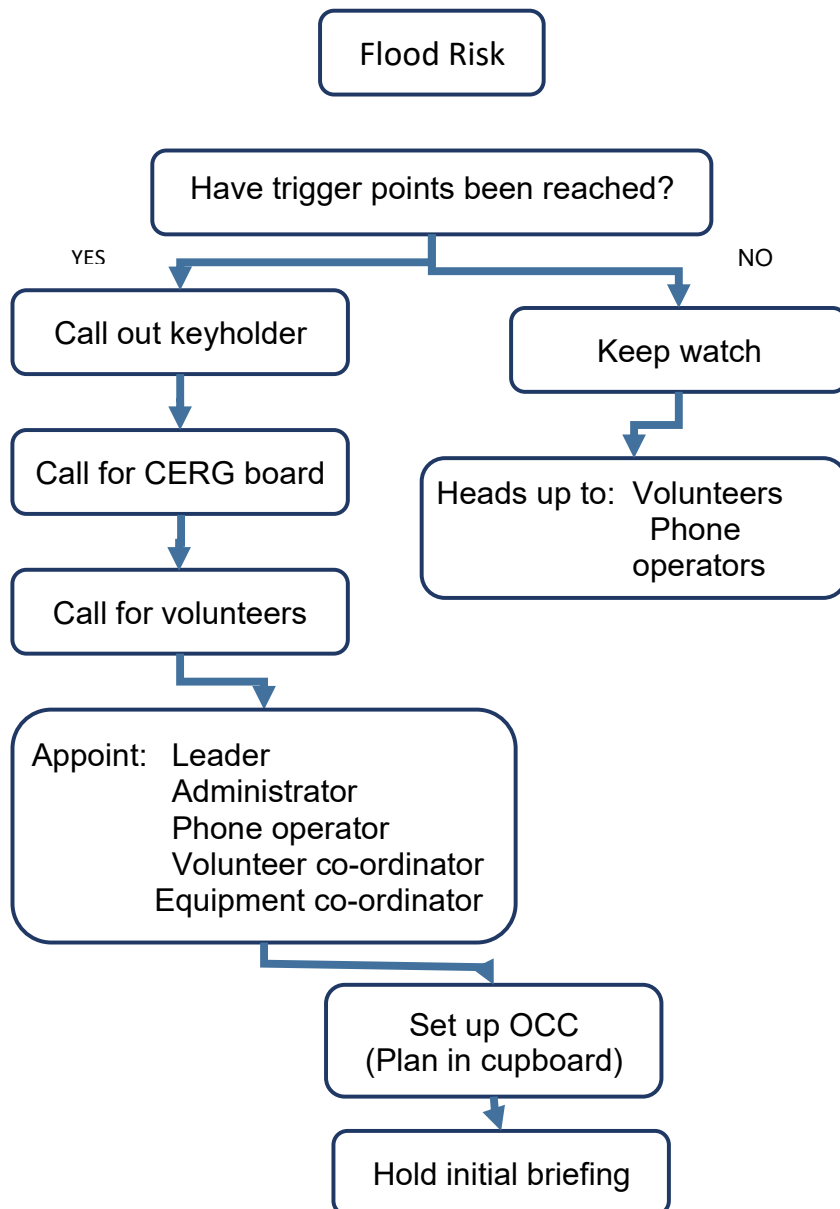 Flood Risk
Have trigger points been reached?
YES
NO
Call out keyholder
Keep watch
Call for CERG board
Heads up to: Volunteers
Phone
operators
Call for volunteers
Appoint: Leader
Administrator
Phone operator
Volunteer co-ordinator
Equipment co-ordinator
Set up OCC
(Plan in cupboard)
Hold initial briefing